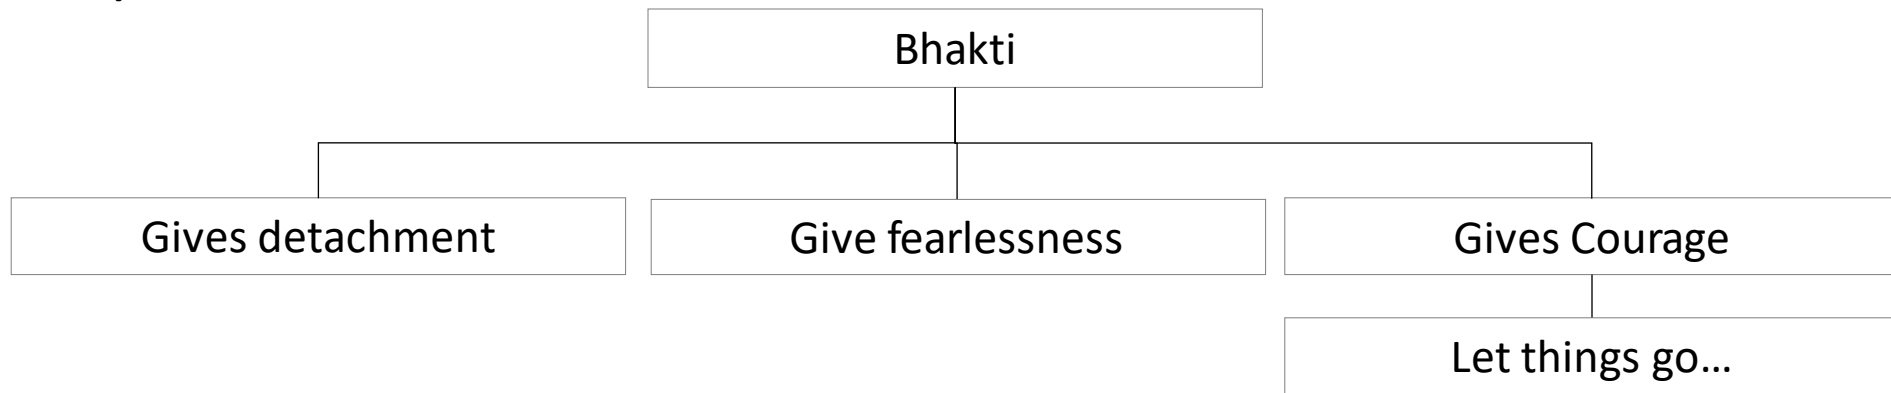 Bhakti
Gives detachment
Give fearlessness
Gives Courage
Let things go…